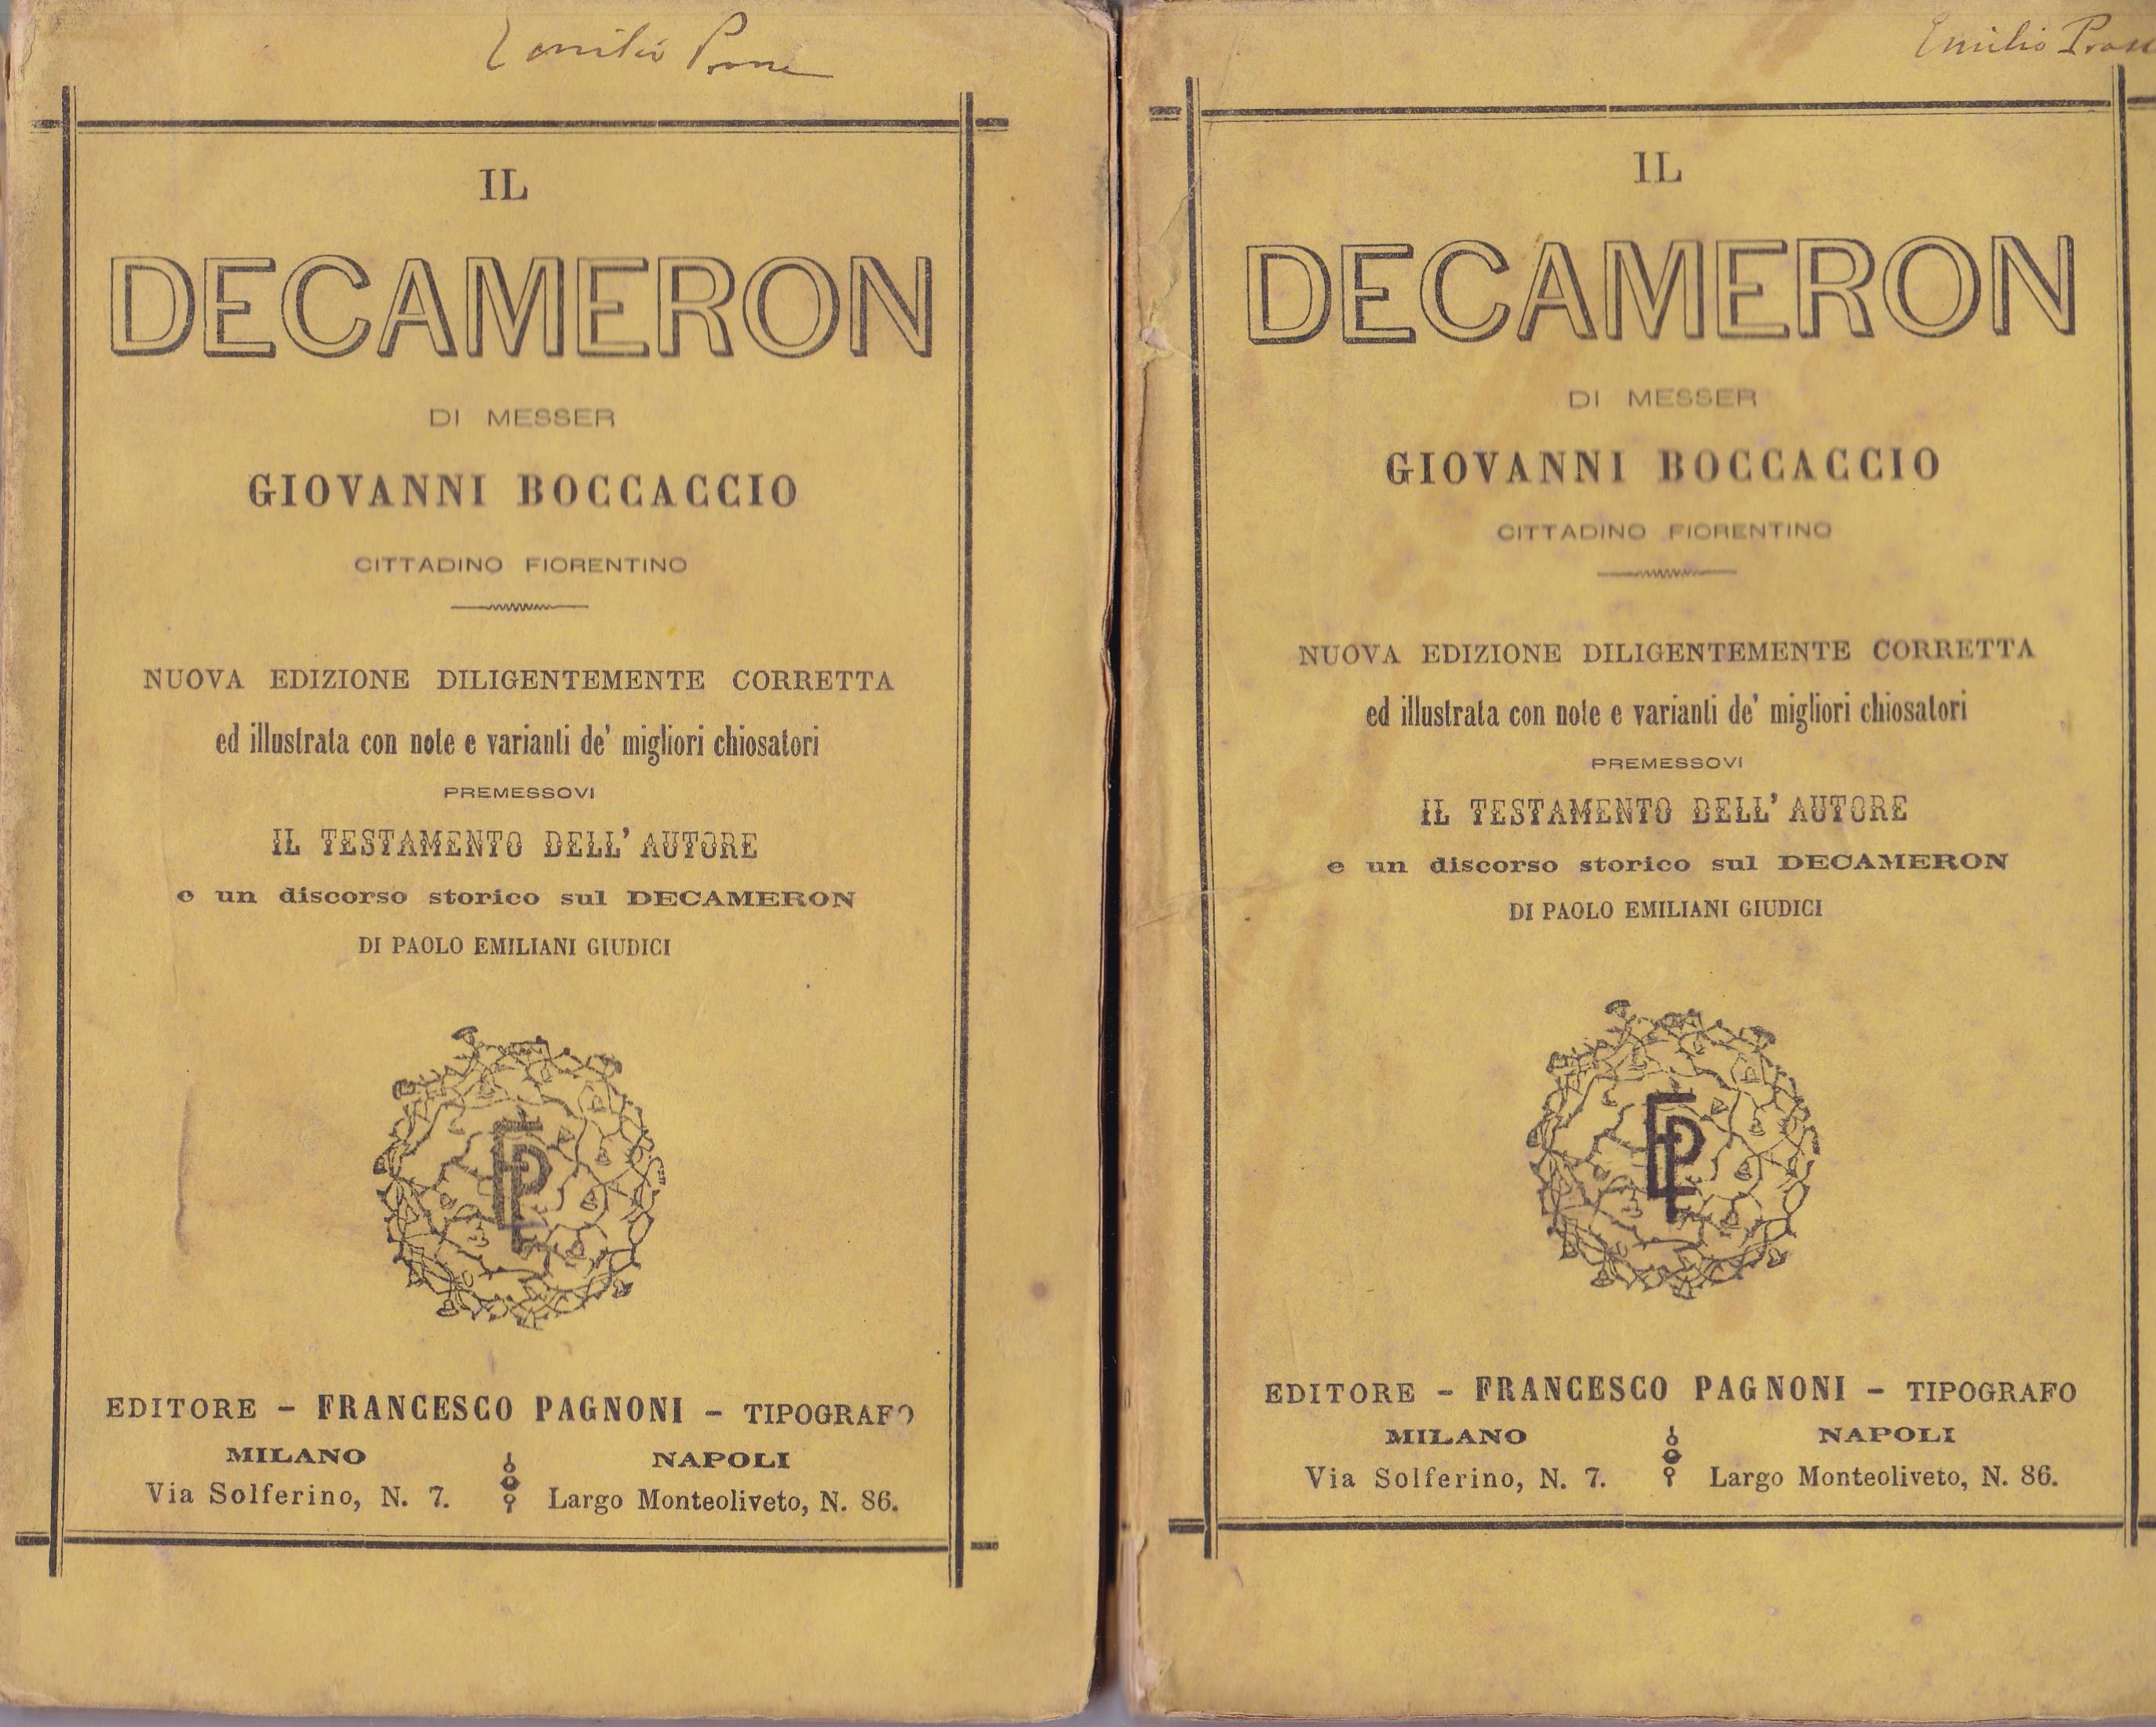 Emilio
IL
DECAMERON
DI MESSER
GIOVANNI BOCCACCIO
CITTADINO FIORENTINO
NUOVA EDIZIONE DILIGENTEMENTE CORRETTA
ed illustrata con note e varianti de' migliori chiosatori
PREMESSOVI
IL TESTAMENTO DELL' AUTORE
e un discorso storico sul DECAMERON
DI PAOLO EMILIANI GIUDICI
FP
EDITORE - FRANCESCO PAGNONI - TIPOGRAFO
MILANO NAPOLI
Via Solferino, N. 7. Largo Monteoliveto, N. 86.
Emilio
IL
DECAMERON
DI MESSER
GIOVANNI BOCCACCIO
CITTADINO FIORENTINO
NUOVA EDIZIONE DILIGENTEMENTE CORRETTA
ed illustrata con note e varianti de' migliori chiosatori
PREMESSOVI
IL TESTAMENTO DELL' AUTORE
e un discorso storico sul DECAMERON
DI PAOLO EMILIANI GIUDICI
FP
EDITORE - FRANCESCO PAGNONI - TIPOGRAFO
MILANO NAPOLI
Via Solferino, N. 7. Largo Monteoliveto, N. 86.